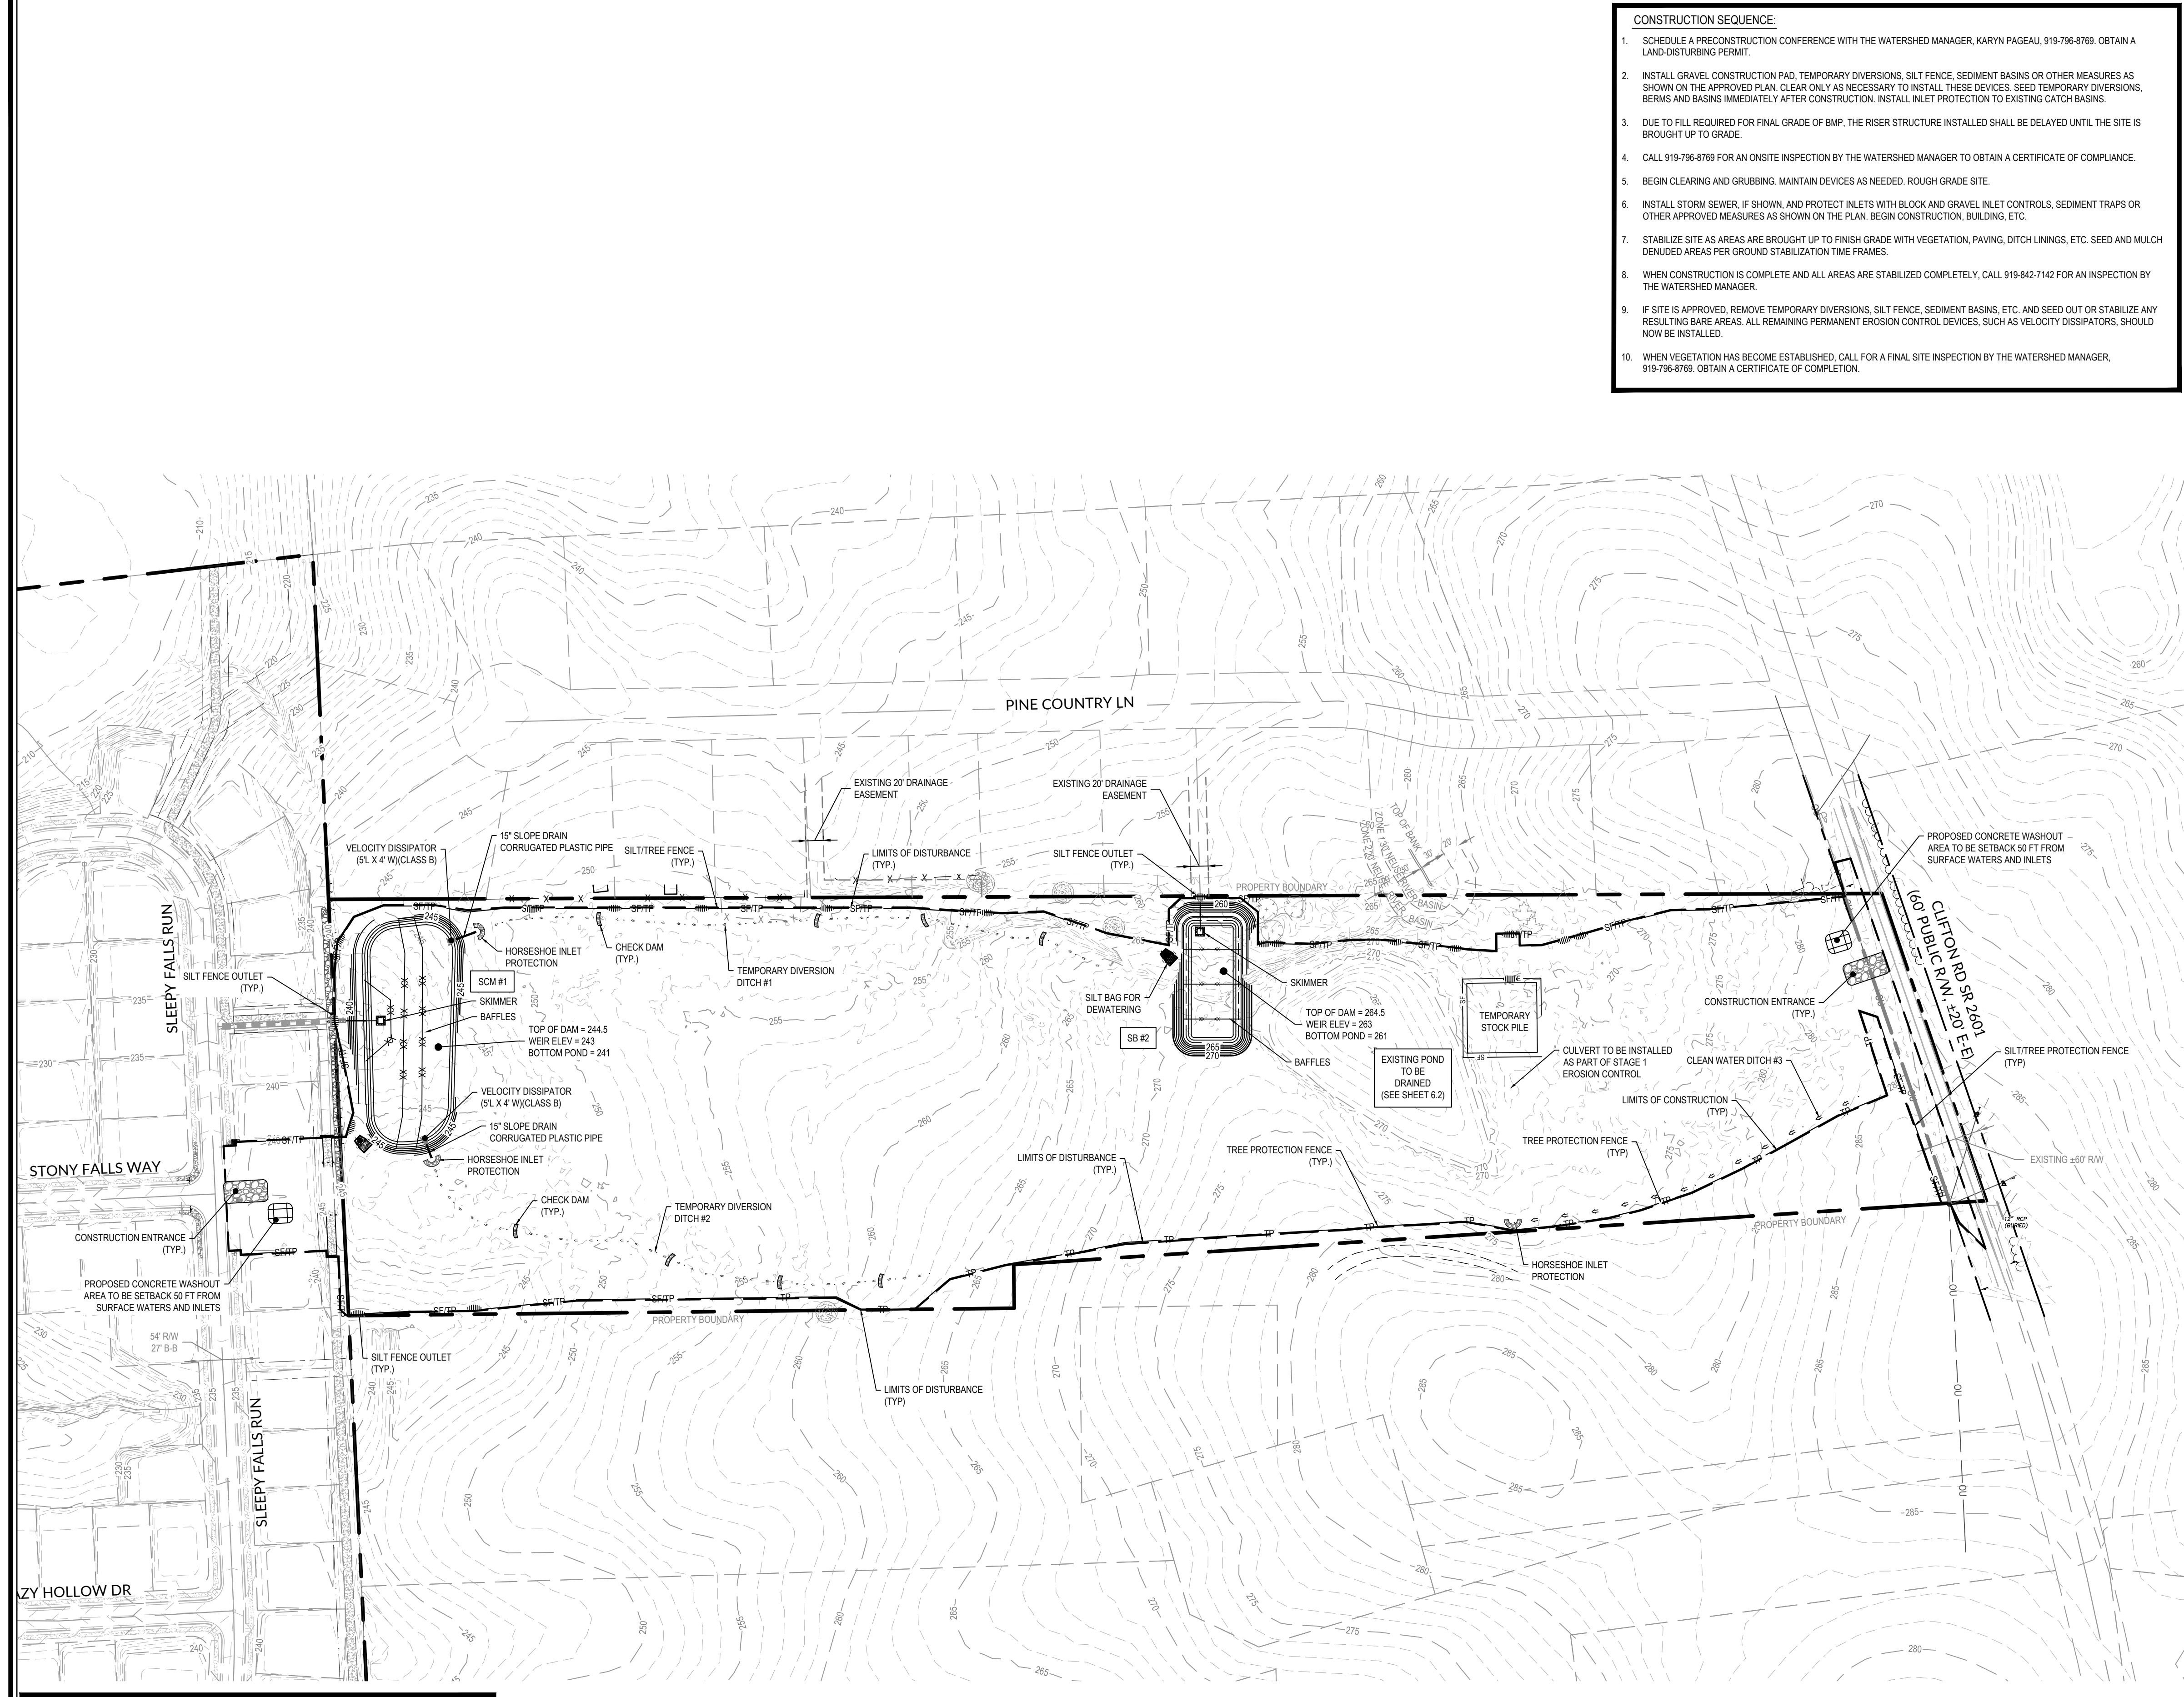 CONSTRUCTION SEQUENCE:
1. SCHEDULE A PRECONSTRUCTION CONFERENCE WITH THE WATERSHED MANAGER, KARYN PAGEAU, 919-796-8769. OBTAIN A
LAND-DISTURBING PERMIT.
2. INSTALL GRAVEL CONSTRUCTION PAD, TEMPORARY DIVERSIONS, SILT FENCE, SEDIMENT BASINS OR OTHER MEASURES AS
SHOWN ON THE APPROVED PLAN. CLEAR ONLY AS NECESSARY TO INSTALL THESE DEVICES. SEED TEMPORARY DIVERSIONS,
BERMS AND BASINS IMMEDIATELY AFTER CONSTRUCTION. INSTALL INLET PROTECTION TO EXISTING CATCH BASINS.
3. DUE TO FILL REQUIRED FOR FINAL GRADE OF BMP, THE RISER STRUCTURE INSTALLED SHALL BE DELAYED UNTIL THE SITE IS
BROUGHT UP TO GRADE.
4. CALL 919-796-8769 FOR AN ONSITE INSPECTION BY THE WATERSHED MANAGER TO OBTAIN A CERTIFICATE OF COMPLIANCE.
5. BEGIN CLEARING AND GRUBBING. MAINTAIN DEVICES AS NEEDED. ROUGH GRADE SITE.
6. INSTALL STORM SEWER, IF SHOWN, AND PROTECT INLETS WITH BLOCK AND GRAVEL INLET CONTROLS, SEDIMENT TRAPS OR
OTHER APPROVED MEASURES AS SHOWN ON THE PLAN. BEGIN CONSTRUCTION, BUILDING, ETC.
7. STABILIZE SITE AS AREAS ARE BROUGHT UP TO FINISH GRADE WITH VEGETATION, PAVING, DITCH LININGS, ETC. SEED AND MULCH
DENUDED AREAS PER GROUND STABILIZATION TIME FRAMES.
8. WHEN CONSTRUCTION IS COMPLETE AND ALL AREAS ARE STABILIZED COMPLETELY, CALL 919-842-7142 FOR AN INSPECTION BY
THE WATERSHED MANAGER.
9. IF SITE IS APPROVED, REMOVE TEMPORARY DIVERSIONS, SILT FENCE, SEDIMENT BASINS, ETC. AND SEED OUT OR STABILIZE ANY
RESULTING BARE AREAS. ALL REMAINING PERMANENT EROSION CONTROL DEVICES, SUCH AS VELOCITY DISSIPATORS, SHOULD
NOW BE INSTALLED.
10. WHEN VEGETATION HAS BECOME ESTABLISHED, CALL FOR A FINAL SITE INSPECTION BY THE WATERSHED MANAGER,
919-796-8769. OBTAIN A CERTIFICATE OF COMPLETION.
PINE COUNTRY LN
EXISTING 20' DRAINAGE
EASEMENT
EXISTING 20' DRAINAGE
EASEMENT
VELOCITY DISSIPATOR
(5'L X 4' W)(CLASS B)
15" SLOPE DRAIN
CORRUGATED PLASTIC PIPE
SILT/TREE FENCE
(TYP.)
LIMITS OF DISTURBANCE
(TYP.)
SILT FENCE OUTLET
(TYP.)
PROPERTY BOUNDARY
TOP OF BANK
PROPOSED CONCRETE WASHOUT
AREA TO BE SETBACK 50 FT FROM
SURFACE WATERS AND INLETS
CLIFTON RD SR 2601
(60' PUBLIC R/W, ±20' E-E)
SLEEPY FALLS RUN
SILT FENCE OUTLET
(TYP.)
HORSESHOE INLET
PROTECTION
CHECK DAM
(TYP.)
TEMPORARY DIVERSION
DITCH #1
SCM #1
SKIMMER
BAFFLES
TOP OF DAM = 244.5
WEIR ELEV = 243
BOTTOM POND = 241
SILT BAG FOR
DEWATERING
SB #2
SKIMMER
TOP OF DAM = 264.5
WEIR ELEV = 263
BOTTOM POND = 261
BAFFLES
TEMPORARY
STOCK PILE
CONSTRUCTION ENTRANCE
(TYP.)
EXISTING POND
TO BE
DRAINED
(SEE SHEET 6.2)
CULVERT TO BE INSTALLED
AS PART OF STAGE 1
EROSION CONTROL
CLEAN WATER DITCH #3
SILT/TREE PROTECTION FENCE
(TYP)
LIMITS OF CONSTRUCTION
(TYP)
VELOCITY DISSIPATOR
(5'L X 4' W)(CLASS B)
15" SLOPE DRAIN
CORRUGATED PLASTIC PIPE
HORSESHOE INLET
PROTECTION
LIMITS OF DISTURBANCE
(TYP.)
TREE PROTECTION FENCE
(TYP.)
TREE PROTECTION FENCE
(TYP)
EXISTING ±60' R/W
STONY FALLS WAY
CHECK DAM
(TYP.)
TEMPORARY DIVERSION
DITCH #2
12" RCP
(BURIED)
PROPERTY BOUNDARY
CONSTRUCTION ENTRANCE
(TYP.)
HORSESHOE INLET
PROTECTION
PROPOSED CONCRETE WASHOUT
AREA TO BE SETBACK 50 FT FROM
SURFACE WATERS AND INLETS
PROPERTY BOUNDARY
54' R/W
27' B-B
SILT FENCE OUTLET
(TYP.)
LIMITS OF DISTURBANCE
(TYP)
SLEEPY FALLS RUN
AZY HOLLOW DR